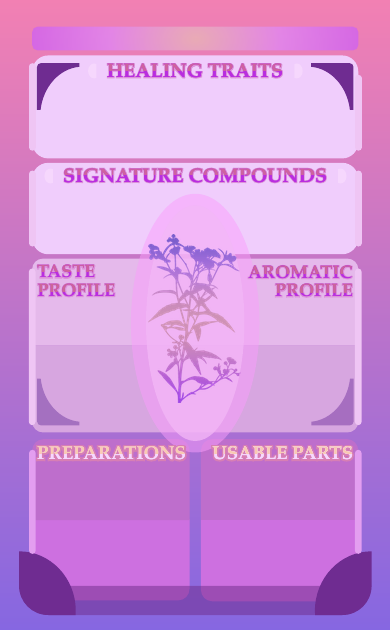 HEALING TRAITS
SIGNATURE COMPOUNDS
TASTE
PROFILE
AROMATIC
PROFILE
PREPARATIONS
USABLE PARTS